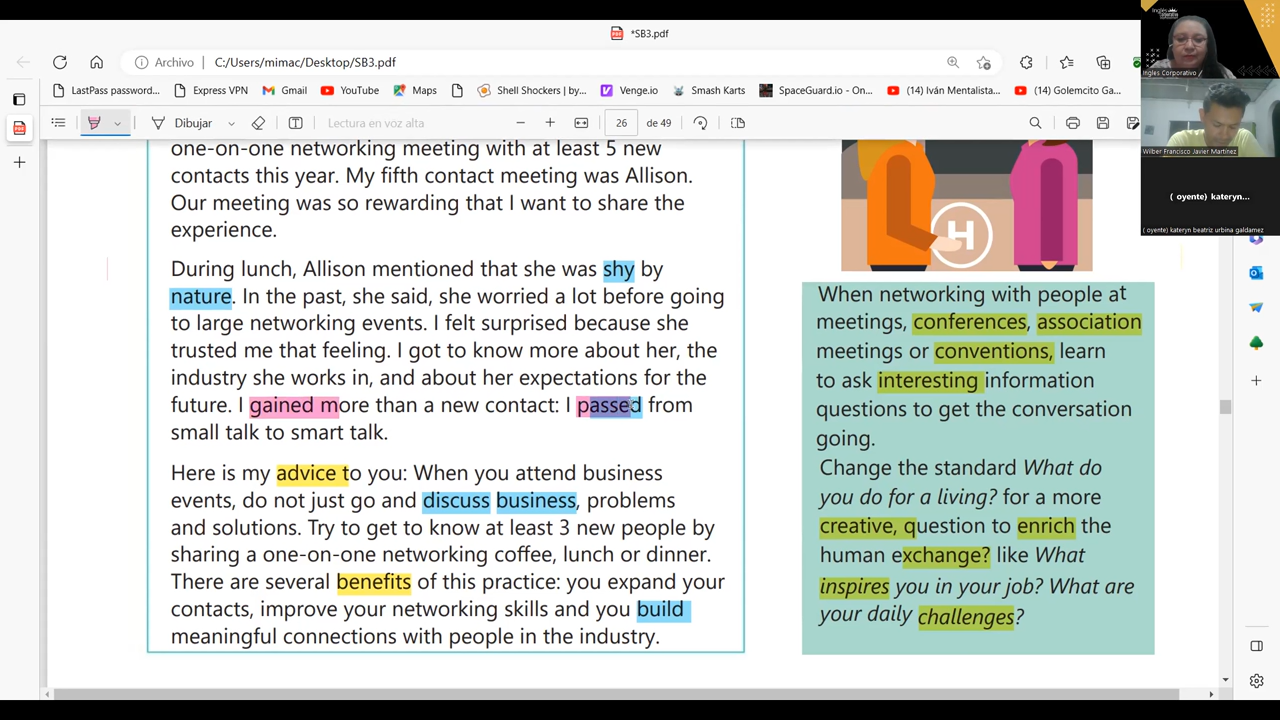 *SB3.pdf
Archivo C:/Users/mimac/Desktop/SB3.pdf
LastPass password... Express VPN Gmail YouTube Maps Shell Shockers | by... Venge.io Smash Karts SpaceGuard.io - On... (14) Iván Mentalista... (14) Golemcito Ga...
Dibujar Lectura en voz alta 26 de 49
Inglés Corporativo /
Wilber Francisco Javier Martínez
( oyente) kateryn...
( oyente) kateryn beatriz urbina galdamez
one-on-one networking meeting with at least 5 new
contacts this year. My fifth contact meeting was Allison.
Our meeting was so rewarding that I want to share the
experience.
During lunch, Allison mentioned that she was shy by
nature. In the past, she said, she worried a lot before going
to large networking events. I felt surprised because she
trusted me that feeling. I got to know more about her, the
industry she works in, and about her expectations for the
future. I gained more than a new contact: I passed from
small talk to smart talk.
Here is my advice to you: When you attend business
events, do not just go and discuss business, problems
and solutions. Try to get to know at least 3 new people by
sharing a one-on-one networking coffee, lunch or dinner.
There are several benefits of this practice: you expand your
contacts, improve your networking skills and you build
meaningful connections with people in the industry.
H
When networking with people at
meetings, conferences, association
meetings or conventions, learn
to ask interesting information
questions to get the conversation
going.
Change the standard What do
you do for a living? for a more
creative, question to enrich the
human exchange? like What
inspires you in your job? What are
your daily challenges?